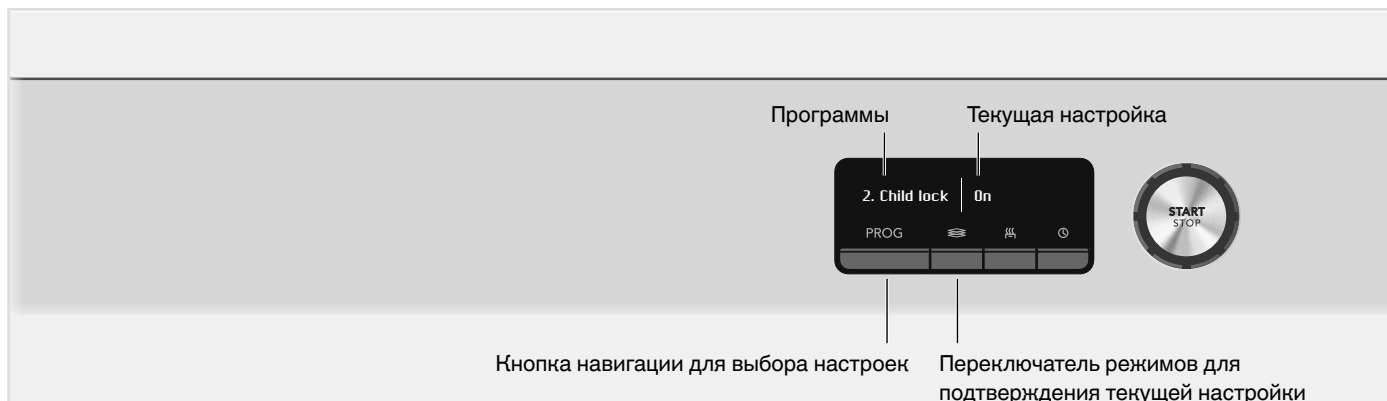 Программы
Текущая настройка
2. Child lock On
PROG
START
STOP
Кнопка навигации для выбора настроек
Переключатель режимов для
подтверждения текущей настройки